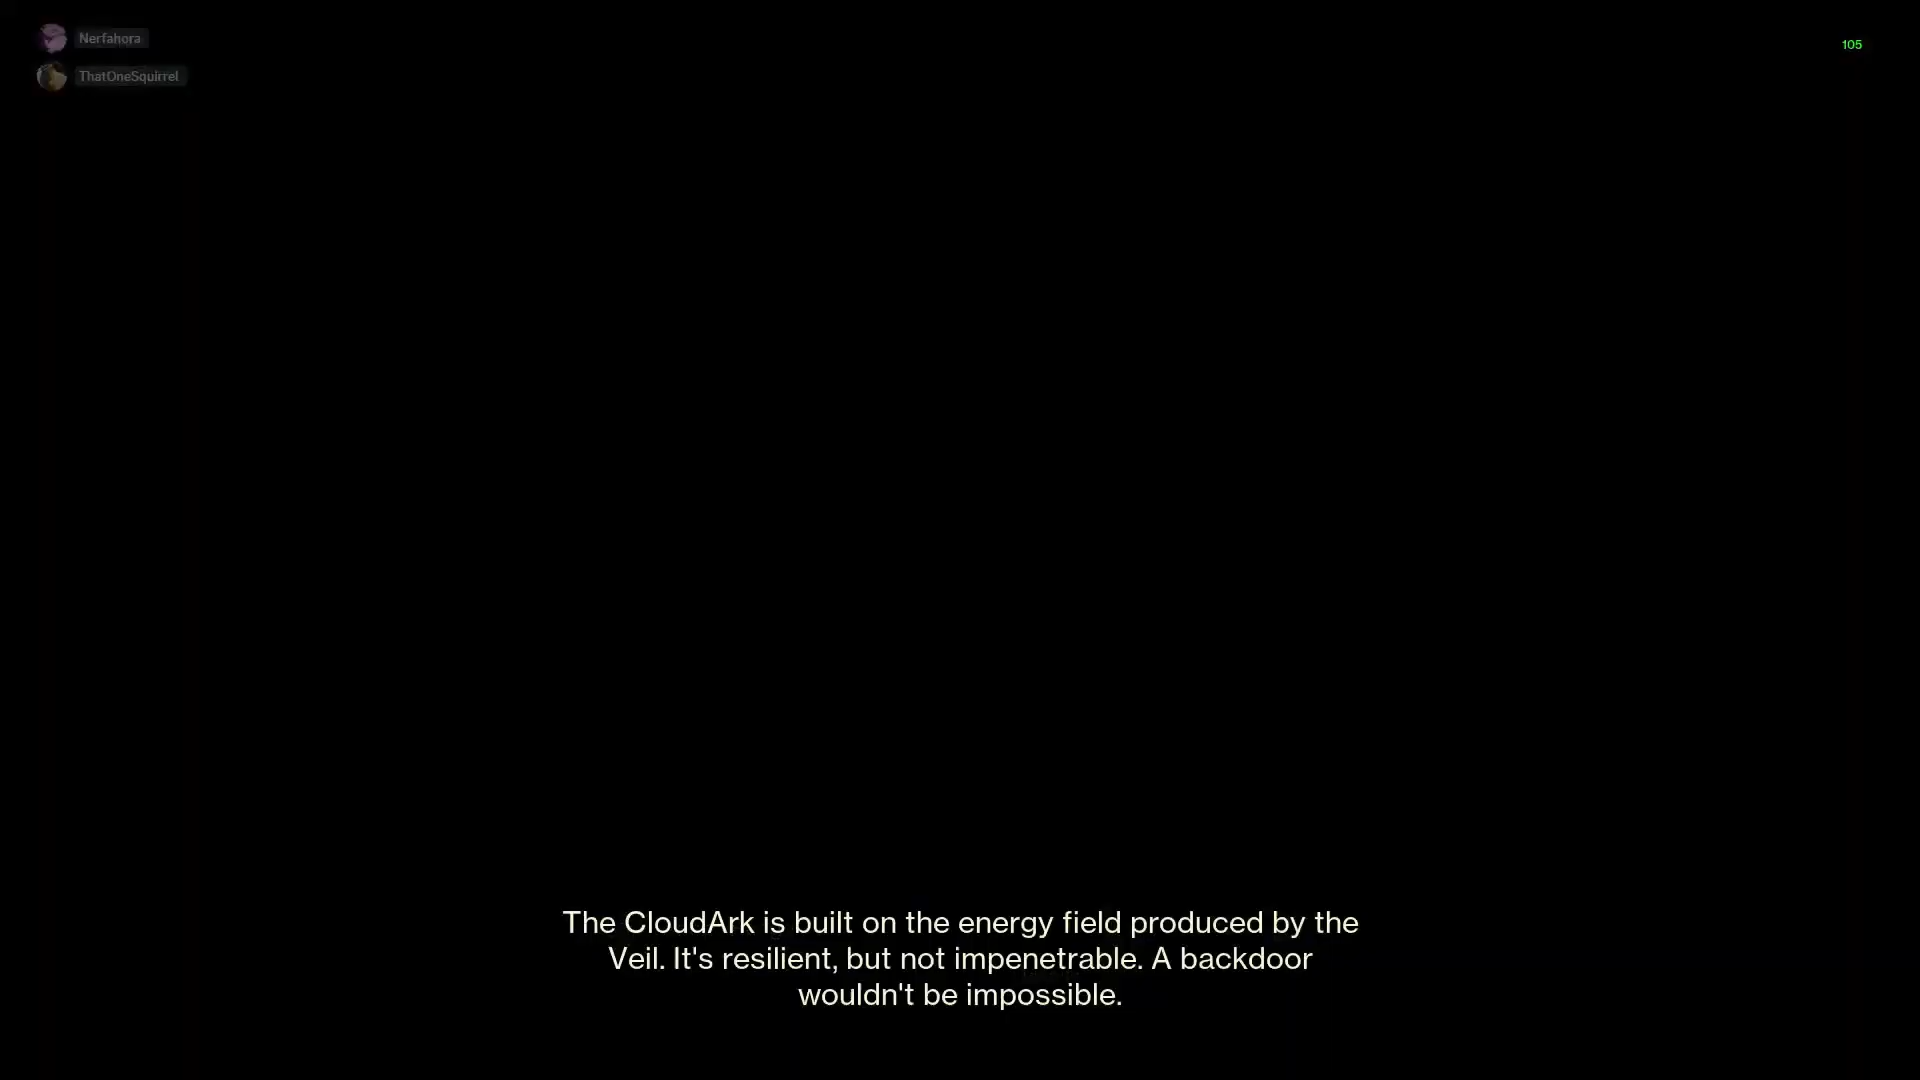 Nerfahora
105
ThatOneSquirrel
The CloudArk is built on the energy field produced by the
Veil. It's resilient, but not impenetrable. A backdoor
wouldn't be impossible.